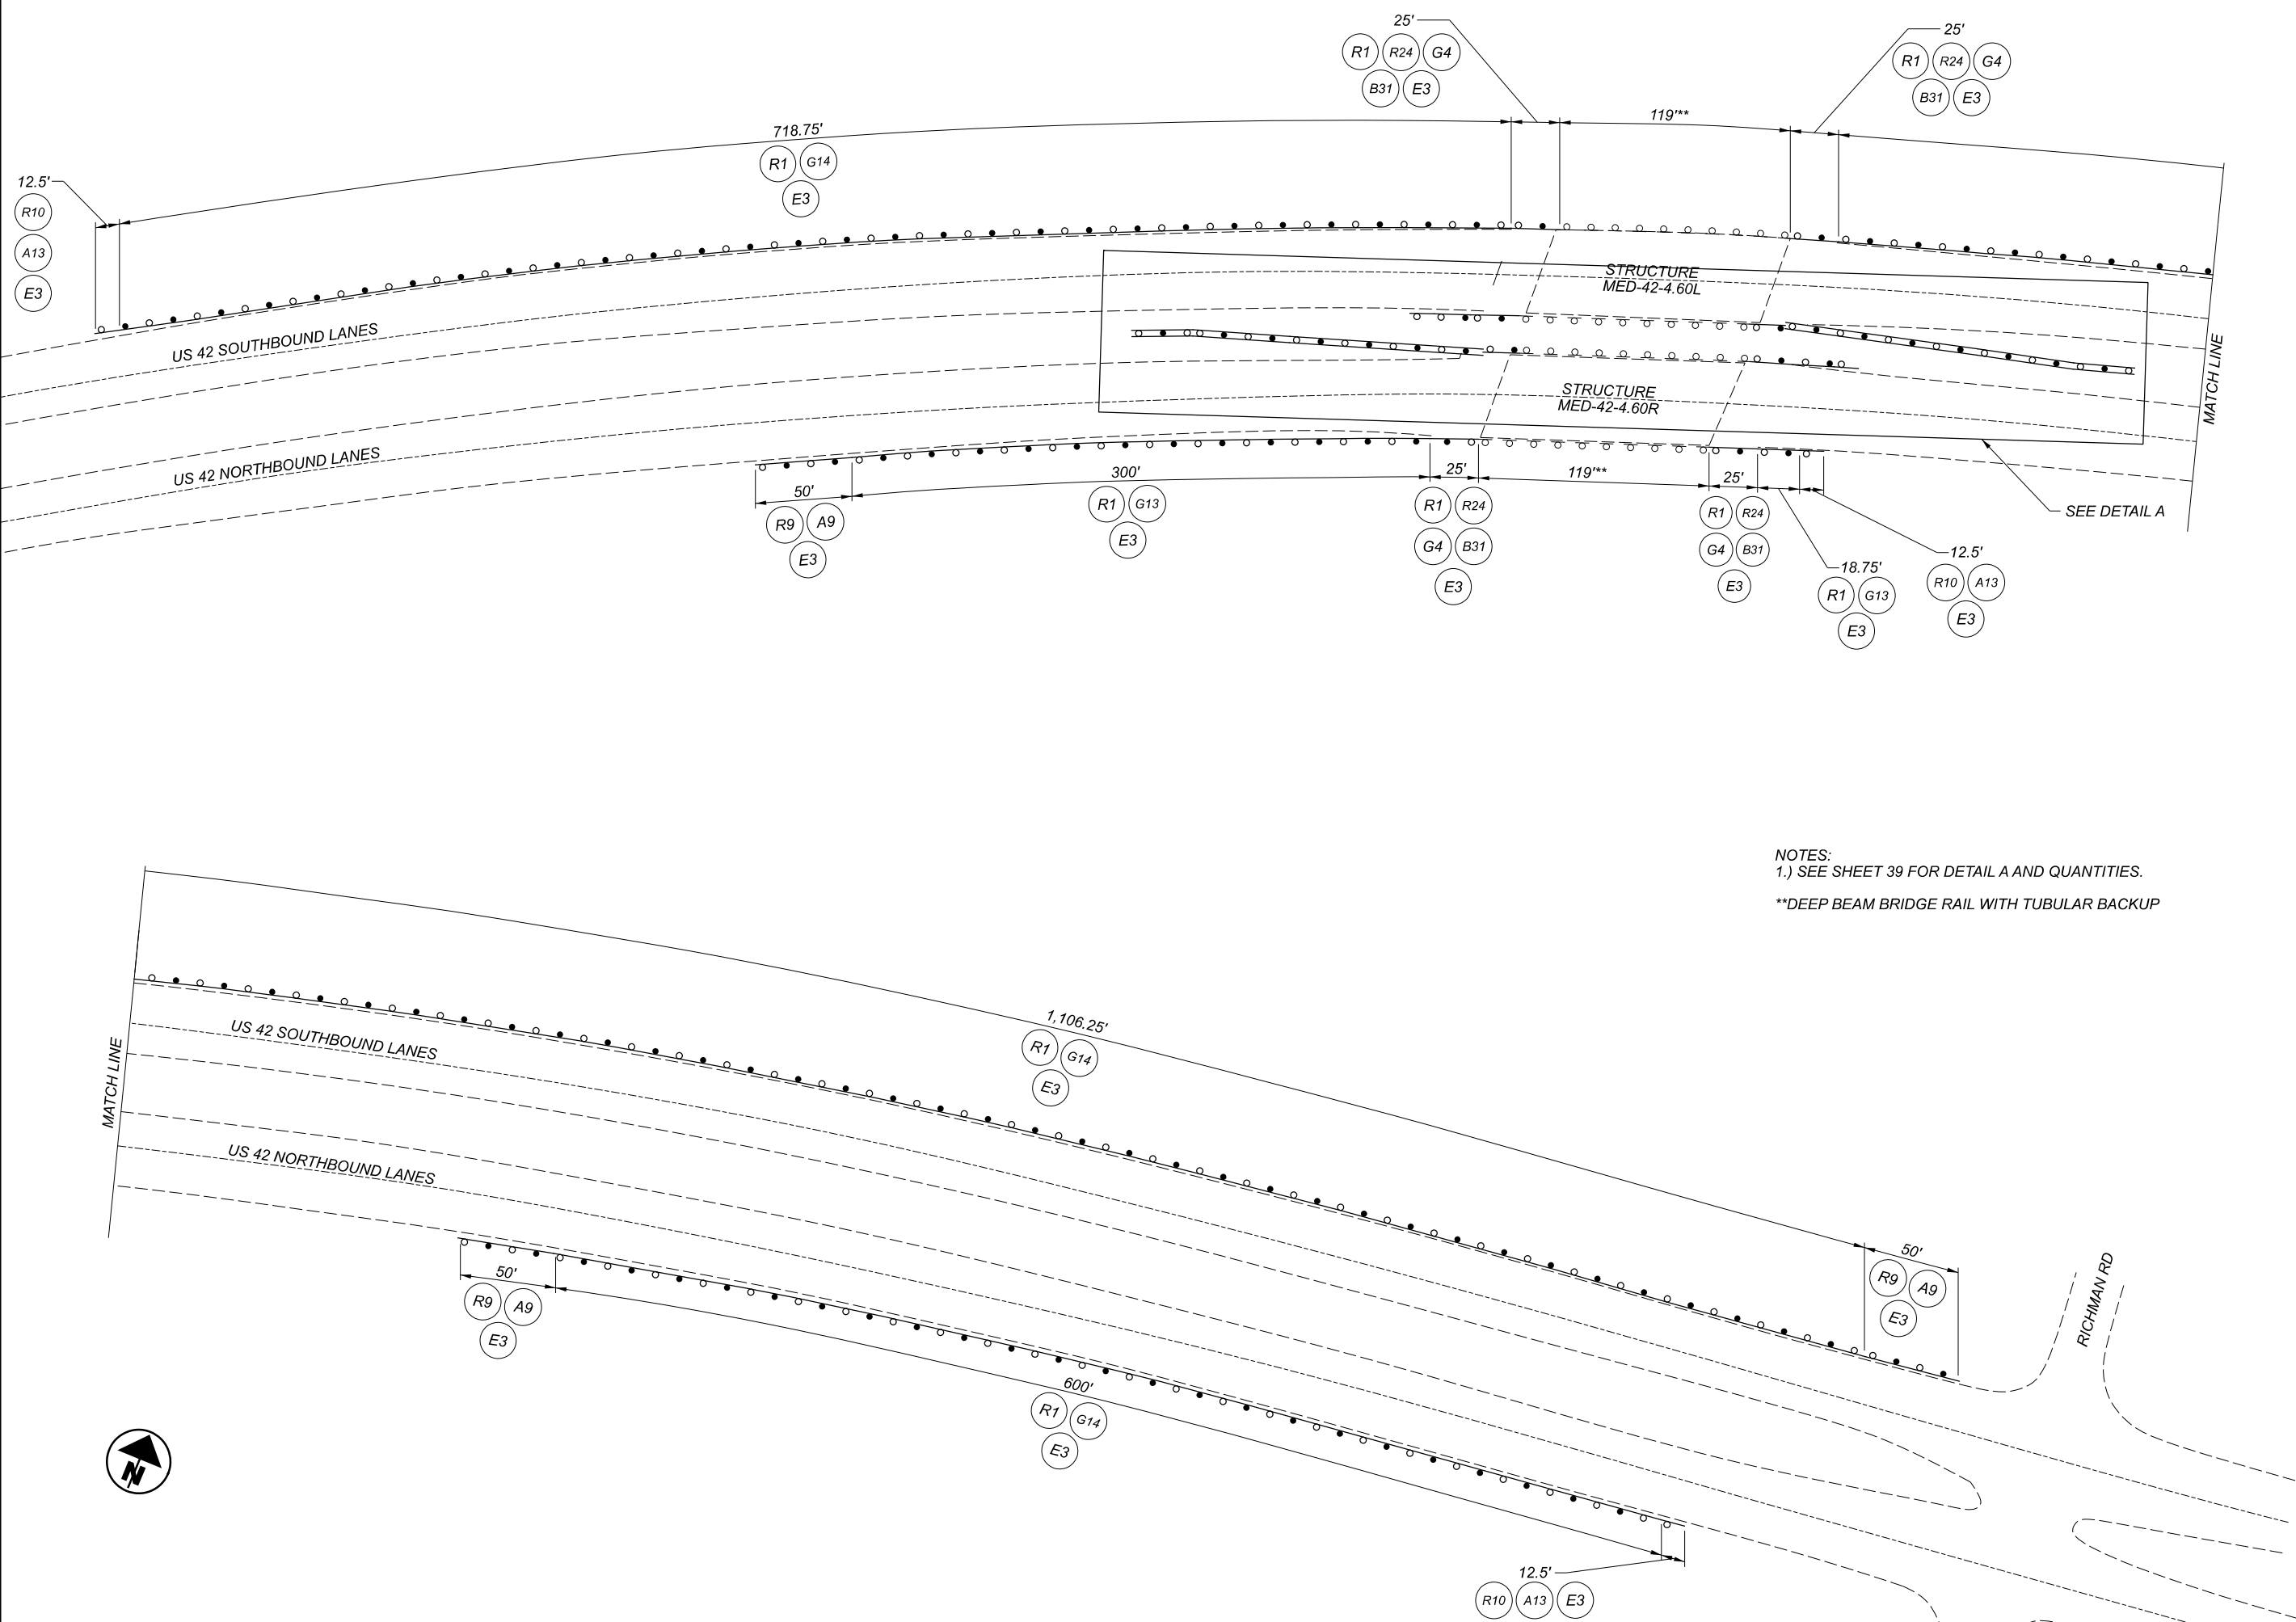 25'
R1 R24 G4
B31 E3
25'
R1 R24 G4
B31 E3
718.75'
R1 G14
E3
119'**
12.5'
R10
A13
E3
STRUCTURE
MED-42-4.60L
US 42 SOUTHBOUND LANES
MATCH LINE
STRUCTURE
MED-42-4.60R
US 42 NORTHBOUND LANES
50'
R9 A9
E3
300'
R1 G13
E3
25'
R1 R24
G4 B31
E3
119'**
25'
R1 R24
G4 B31
E3
18.75'
R1 G13
E3
12.5'
R10 A13
E3
SEE DETAIL A
NOTES:
1.) SEE SHEET 39 FOR DETAIL A AND QUANTITIES.
**DEEP BEAM BRIDGE RAIL WITH TUBULAR BACKUP
MATCH LINE
US 42 SOUTHBOUND LANES
1,106.25'
R1 G14
E3
US 42 NORTHBOUND LANES
50'
R9 A9
E3
50'
R9 A9
E3
RICHMAN RD
600'
R1 G14
E3
N
12.5'
R10 A13 E3